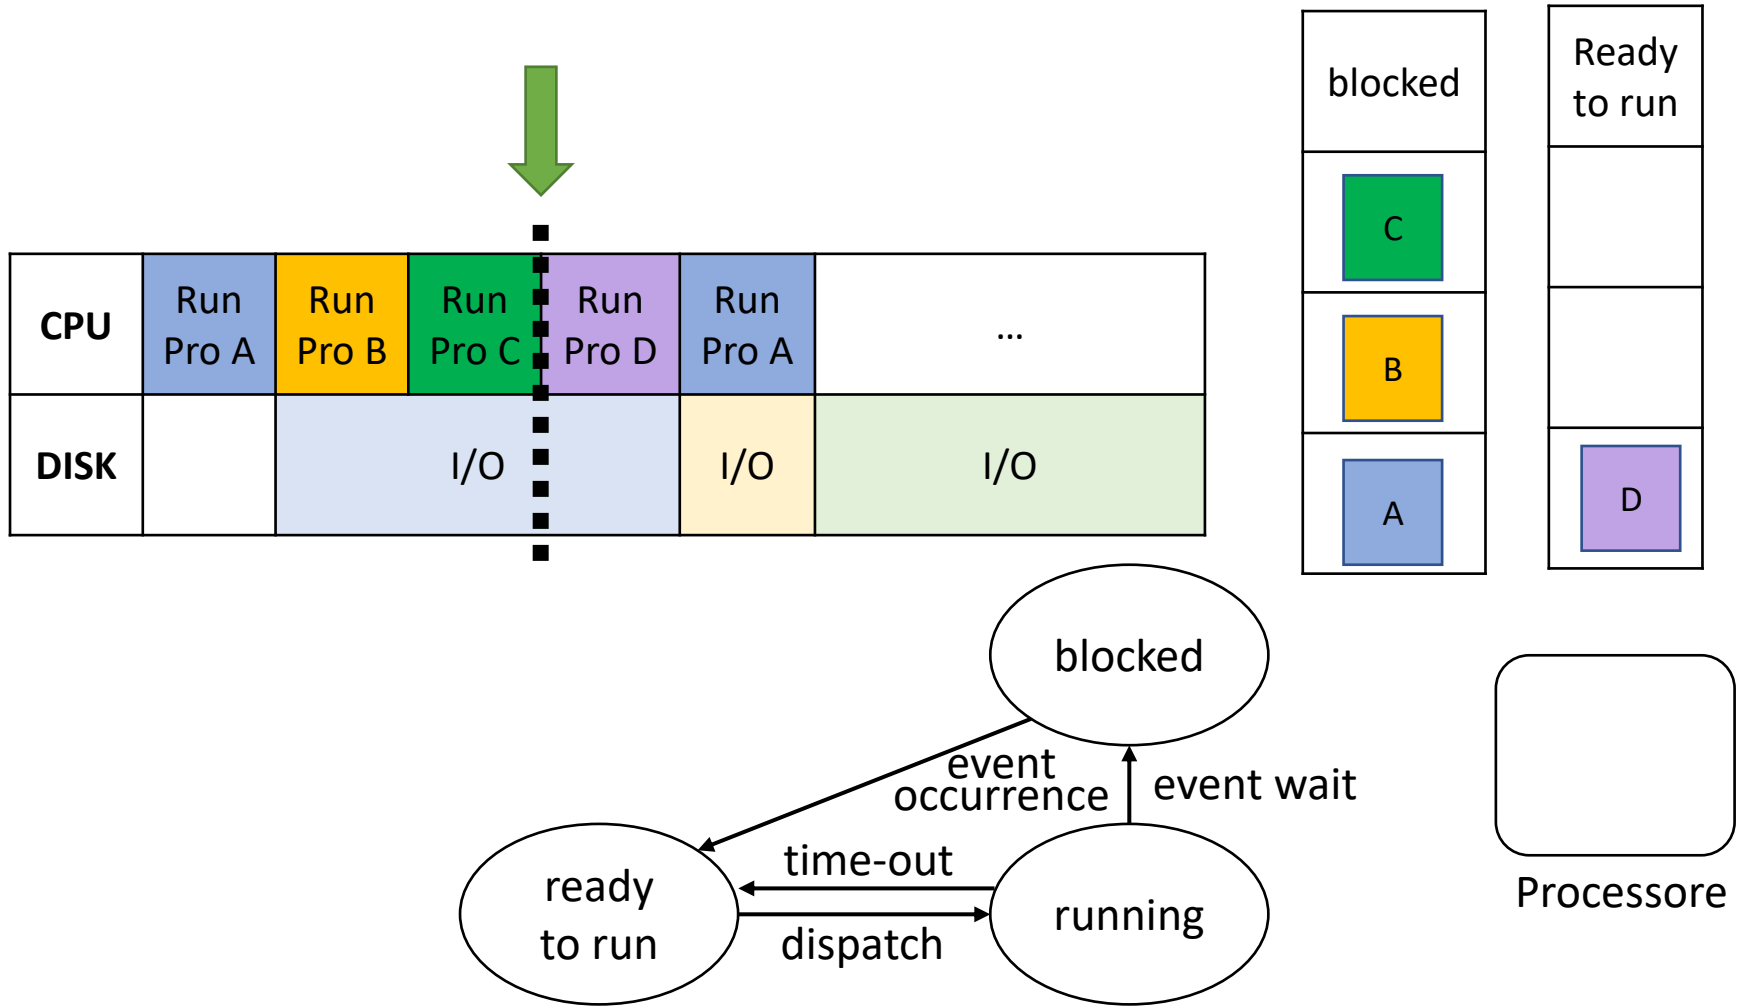 blocked
Ready
to run
C
B
A
D
CPU
Run
Pro A
Run
Pro B
Run
Pro C
Run
Pro D
Run
Pro A
...
DISK
I/O
I/O
I/O
blocked
event
occurrence
event wait
time-out
ready
to run
running
dispatch
Processore